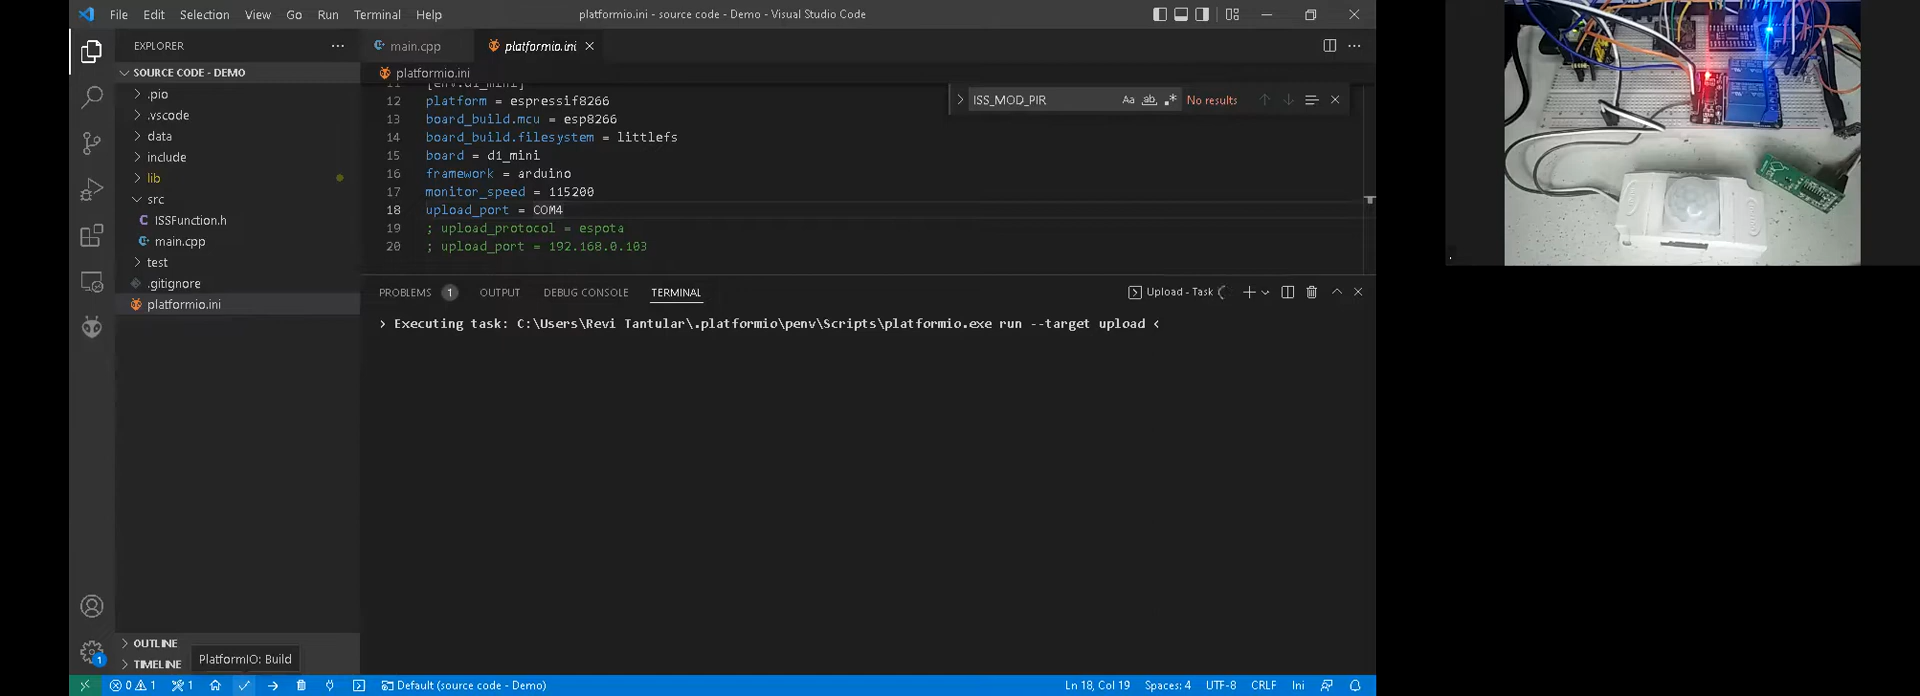 File Edit Selection View Go Run Terminal Help
platformio.ini - source code - Demo - Visual Studio Code
EXPLORER
main.cpp
platformio.ini
SOURCE CODE - DEMO
.pio
.vscode
data
include
lib
src
ISSFunction.h
main.cpp
test
.gitignore
platformio.ini
platformio.ini
ISS_MOD_PIR
Aa ab .*
No results
11 [env:d1_mini]
12 platform = espressif8266
13 board_build.mcu = esp8266
14 board_build.filesystem = littlefs
15 board = d1_mini
16 framework = arduino
17 monitor_speed = 115200
18 upload_port = COM4
19 ; upload_protocol = espota
20 ; upload_port = 192.168.0.103
PROBLEMS 1 OUTPUT DEBUG CONSOLE TERMINAL
Upload - Task
> Executing task: C:\Users\Revi Tantular\.platformio\penv\Scripts\platformio.exe run --target upload <
OUTLINE
TIMELINE
PlatformIO: Build
1
0 1 1 Default (source code - Demo)
Ln 18, Col 19 Spaces: 4 UTF-8 CRLF Ini